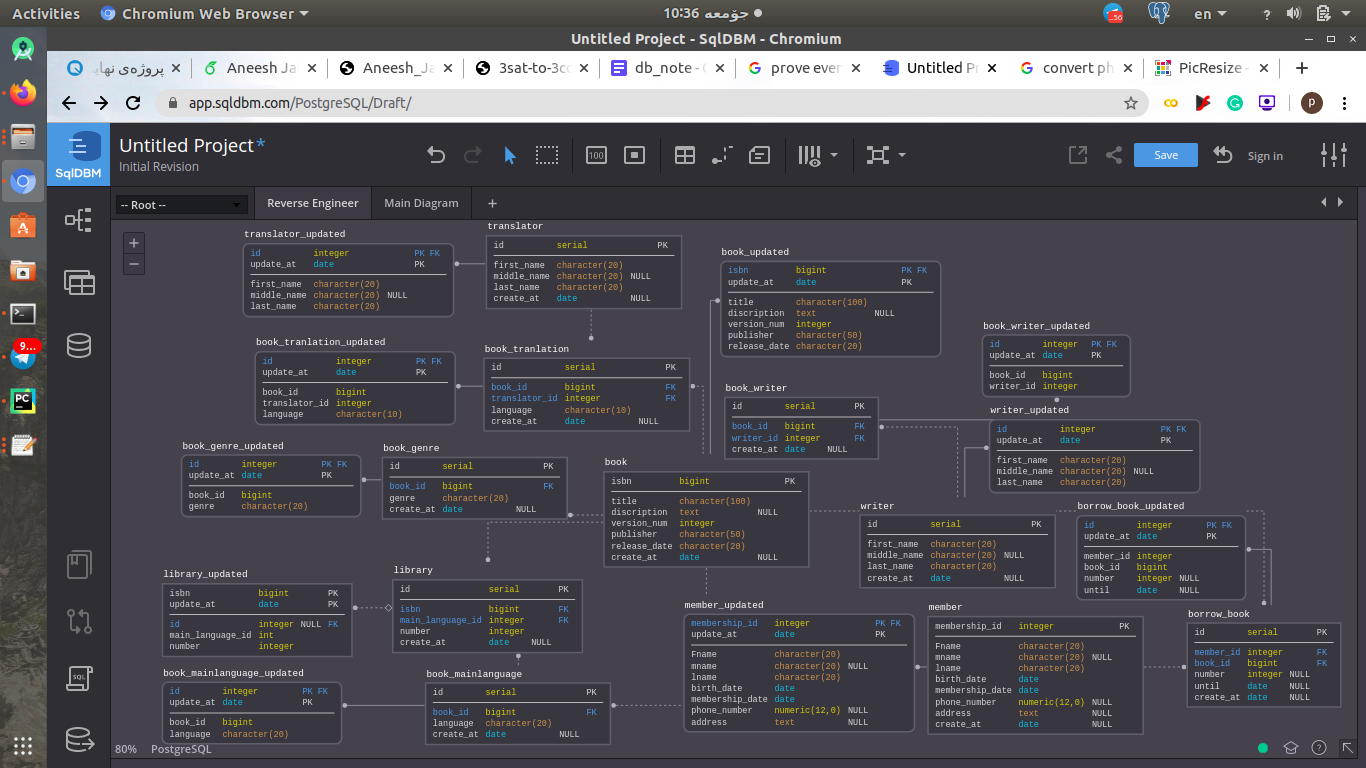 Activities
Chromium Web Browser
جۆمعه 10:36
56
en
Untitled Project - SqlDBM - Chromium
پروژه‌ی نهای
Aneesh Ja
Aneesh_Ja
3sat-to-3cc
db_note - G
prove ever
Untitled Pr
convert ph
PicResize -
app.sqldbm.com/PostgreSQL/Draft/
p
SqlDBM
Untitled Project*
Initial Revision
100
Save
Sign in
-- Root --
Reverse Engineer
Main Diagram
translator_updated
id integer PK FK
update_at date PK
first_name character(20)
middle_name character(20) NULL
last_name character(20)
translator
id serial PK
first_name character(20)
middle_name character(20) NULL
last_name character(20)
create_at date NULL
book_updated
isbn bigint PK FK
update_at date PK
title character(100)
discription text NULL
version_num integer
publisher character(50)
release_date character(20)
book_writer_updated
id integer PK FK
update_at date PK
book_id bigint
writer_id integer
book_tranlation_updated
id integer PK FK
update_at date PK
book_id bigint
translator_id integer
language character(10)
book_tranlation
id serial PK
book_id bigint FK
translator_id integer FK
language character(10)
create_at date NULL
book_writer
id serial PK
book_id bigint FK
writer_id integer FK
create_at date NULL
writer_updated
id integer PK FK
update_at date PK
first_name character(20)
middle_name character(20) NULL
last_name character(20)
book_genre_updated
id integer PK FK
update_at date PK
book_id bigint
genre character(20)
book_genre
id serial PK
book_id bigint FK
genre character(20)
create_at date NULL
book
isbn bigint PK
title character(100)
discription text NULL
version_num integer
publisher character(50)
release_date character(20)
create_at date NULL
writer
id serial PK
first_name character(20)
middle_name character(20) NULL
last_name character(20)
create_at date NULL
borrow_book_updated
id integer PK FK
update_at date PK
member_id integer
book_id bigint
number integer NULL
until date NULL
library_updated
isbn bigint PK
update_at date PK
id integer NULL FK
main_language_id int
number integer
library
id serial PK
isbn bigint FK
main_language_id integer FK
number integer
create_at date NULL
member_updated
membership_id integer PK FK
update_at date PK
Fname character(20)
mname character(20) NULL
lname character(20)
birth_date date
membership_date date
phone_number numeric(12,0) NULL
address text NULL
member
membership_id integer PK
Fname character(20)
mname character(20) NULL
lname character(20)
birth_date date
membership_date date
phone_number numeric(12,0) NULL
address text NULL
create_at date NULL
borrow_book
id serial PK
member_id integer FK
book_id bigint FK
number integer NULL
until date NULL
create_at date NULL
book_mainlanguage_updated
id integer PK FK
update_at date PK
book_id bigint
language character(20)
book_mainlanguage
id serial PK
book_id bigint FK
language character(20)
create_at date NULL
9...
PC
SQL
80% PostgreSQL